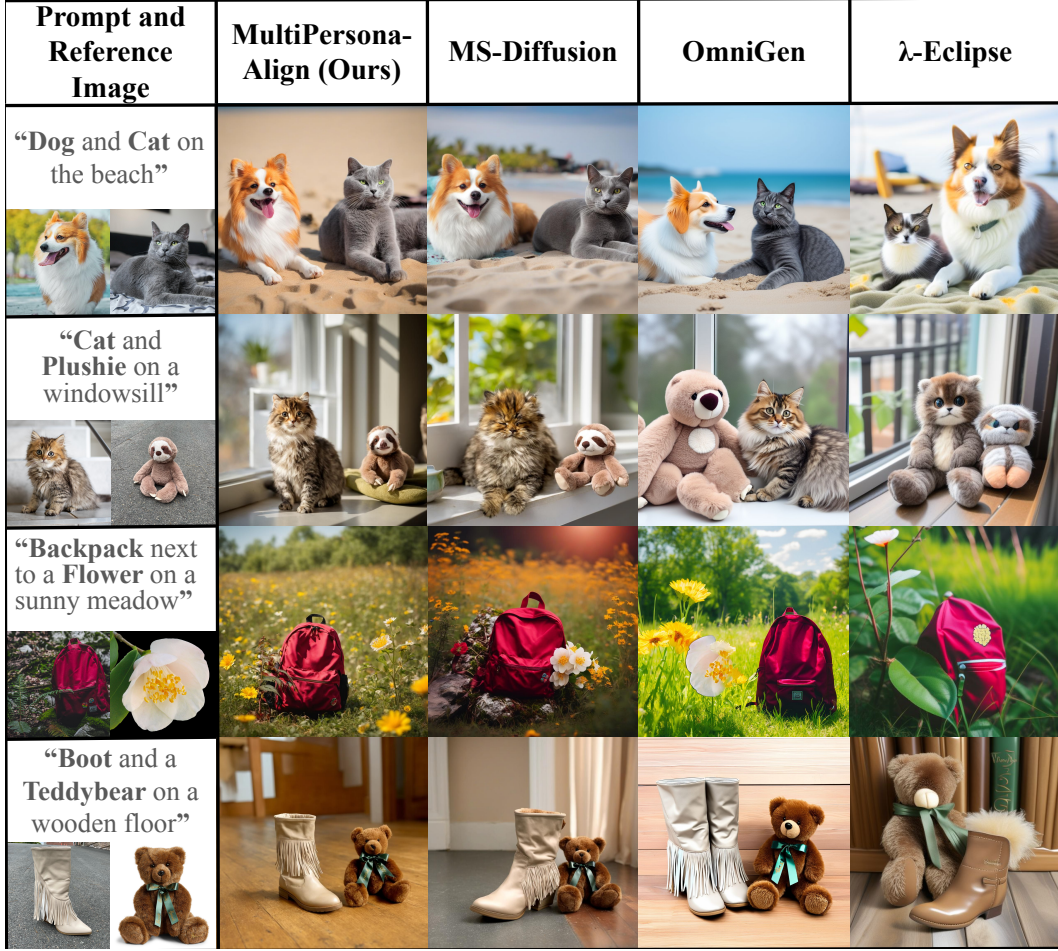 Prompt and
Reference
Image
MultiPersona-
Align (Ours)
MS-Diffusion
OmniGen
λ-Eclipse
“Dog and Cat on
the beach”
“Cat and
Plushie on a
windowsill”
“Backpack next
to a Flower on a
sunny meadow”
“Boot and a
Teddybear on a
wooden floor”